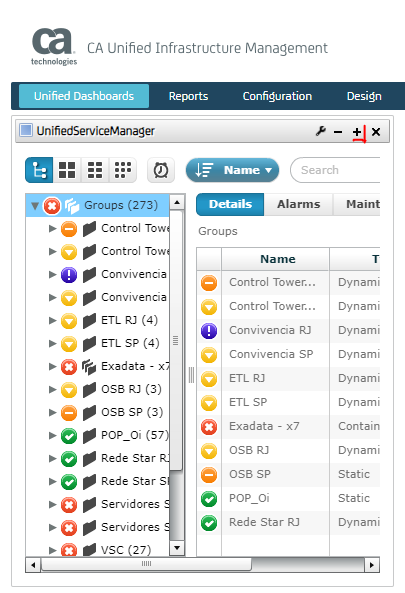 ca
technologies
CA Unified Infrastructure Management
Unified Dashboards Reports Configuration Design
UnifiedServiceManager
Name Search
Groups (273)
Control Tower
Control Towe
Convivencia
Convivencia
ETL RJ (4)
ETL SP (4)
Exadata - x7
OSB RJ (3)
OSB SP (3)
POP_Oi (57)
Rede Star RJ
Rede Star S
Servidores S
Servidores S
VSC (27)
Details Alarms Maint
Groups
Name T
Control Tower... Dynami
Control Tower... Dynami
Convivencia RJ Dynami
Convivencia SP Dynami
ETL RJ Dynami
ETL SP Dynami
Exadata - x7 Contain
OSB RJ Dynami
OSB SP Static
POP_Oi Static
Rede Star RJ Dynami